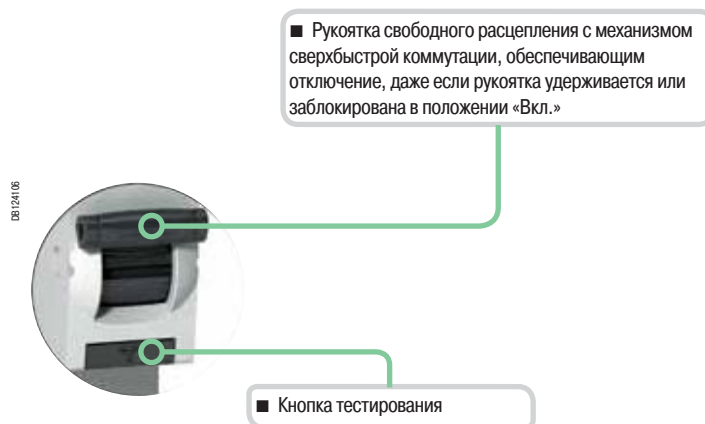 ■ Рукоятка свободного расцепления с механизмом
сверхбыстрой коммутации, обеспечивающим
отключение, даже если рукоятка удерживается или
заблокирована в положении «Вкл.»
DB124106
■ Кнопка тестирования